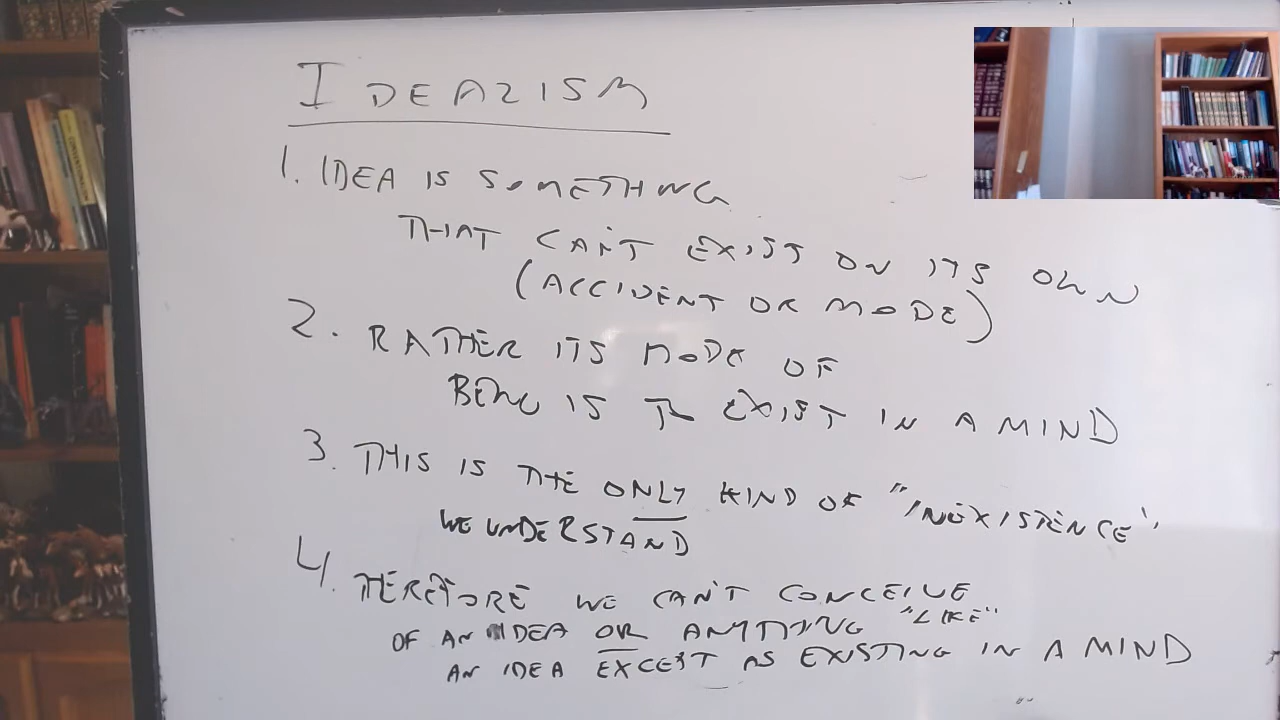 IDEALISM
1. IDEA IS SOMETHING
THAT CAN'T EXIST ON ITS OWN
(ACCIDENT OR MODE)
2. RATHER ITS MODE OF
BEING IS TO EXIST IN A MIND
3. THIS IS THE ONLY KIND OF "INEXISTENCE"
WE UNDERSTAND
4. THEREFORE WE CAN'T CONCEIVE
OF AN IDEA OR ANYTHING "LIKE"
AN IDEA EXCEPT AS EXISTING IN A MIND